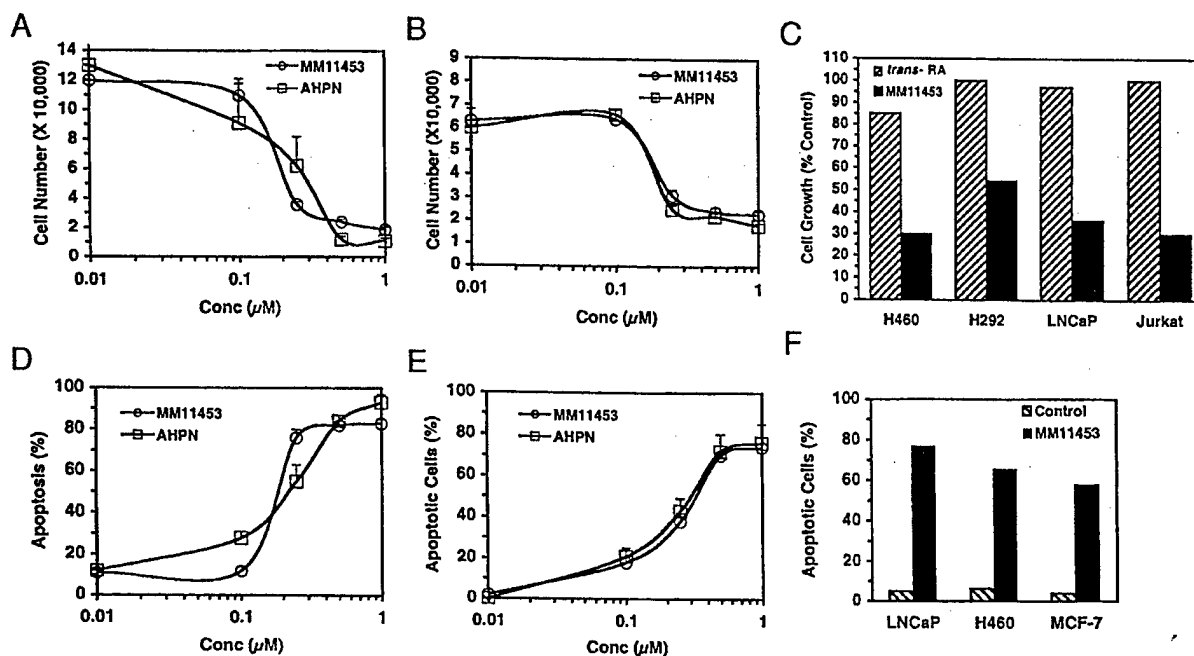 A
14
12
10
8
6
4
2
0
Cell Number (X 10,000)
MM11453
AHPN
0.01 0.1 1
Conc (µM)
B
9
8
7
6
5
4
3
2
1
0
Cell Number (X10,000)
MM11453
AHPN
0.01 0.1 1
Conc (µM)
C
trans- RA
MM11453
110
100
90
80
70
60
50
40
30
20
10
0
Cell Growth (% Control)
H460 H292 LNCaP Jurkat
D
100
80
60
40
20
0
Apoptosis (%)
MM11453
AHPN
0.01 0.1 1
Conc (µM)
E
100
80
60
40
20
0
Apoptotic Cells (%)
MM11453
AHPN
0.01 0.1 1
Conc (µM)
F
Control
MM11453
100
80
60
40
20
0
Apoptotic Cells (%)
LNCaP H460 MCF-7